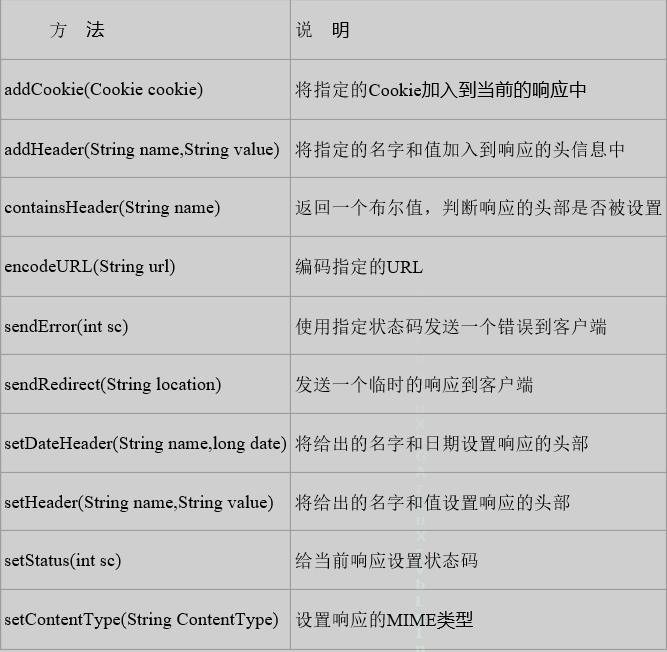 方 法 说 明
addCookie(Cookie cookie) 将指定的Cookie加入到当前的响应中
addHeader(String name,String value) 将指定的名字和值加入到响应的头信息中
containsHeader(String name) 返回一个布尔值，判断响应的头部是否被设置
encodeURL(String url) 编码指定的URL
sendError(int sc) 使用指定状态码发送一个错误到客户端
sendRedirect(String location) 发送一个临时的响应到客户端
setDateHeader(String name,long date) 将给出的名字和日期设置响应的头部
setHeader(String name,String value) 将给出的名字和值设置响应的头部
setStatus(int sc) 给当前响应设置状态码
setContentType(String ContentType) 设置响应的MIME类型